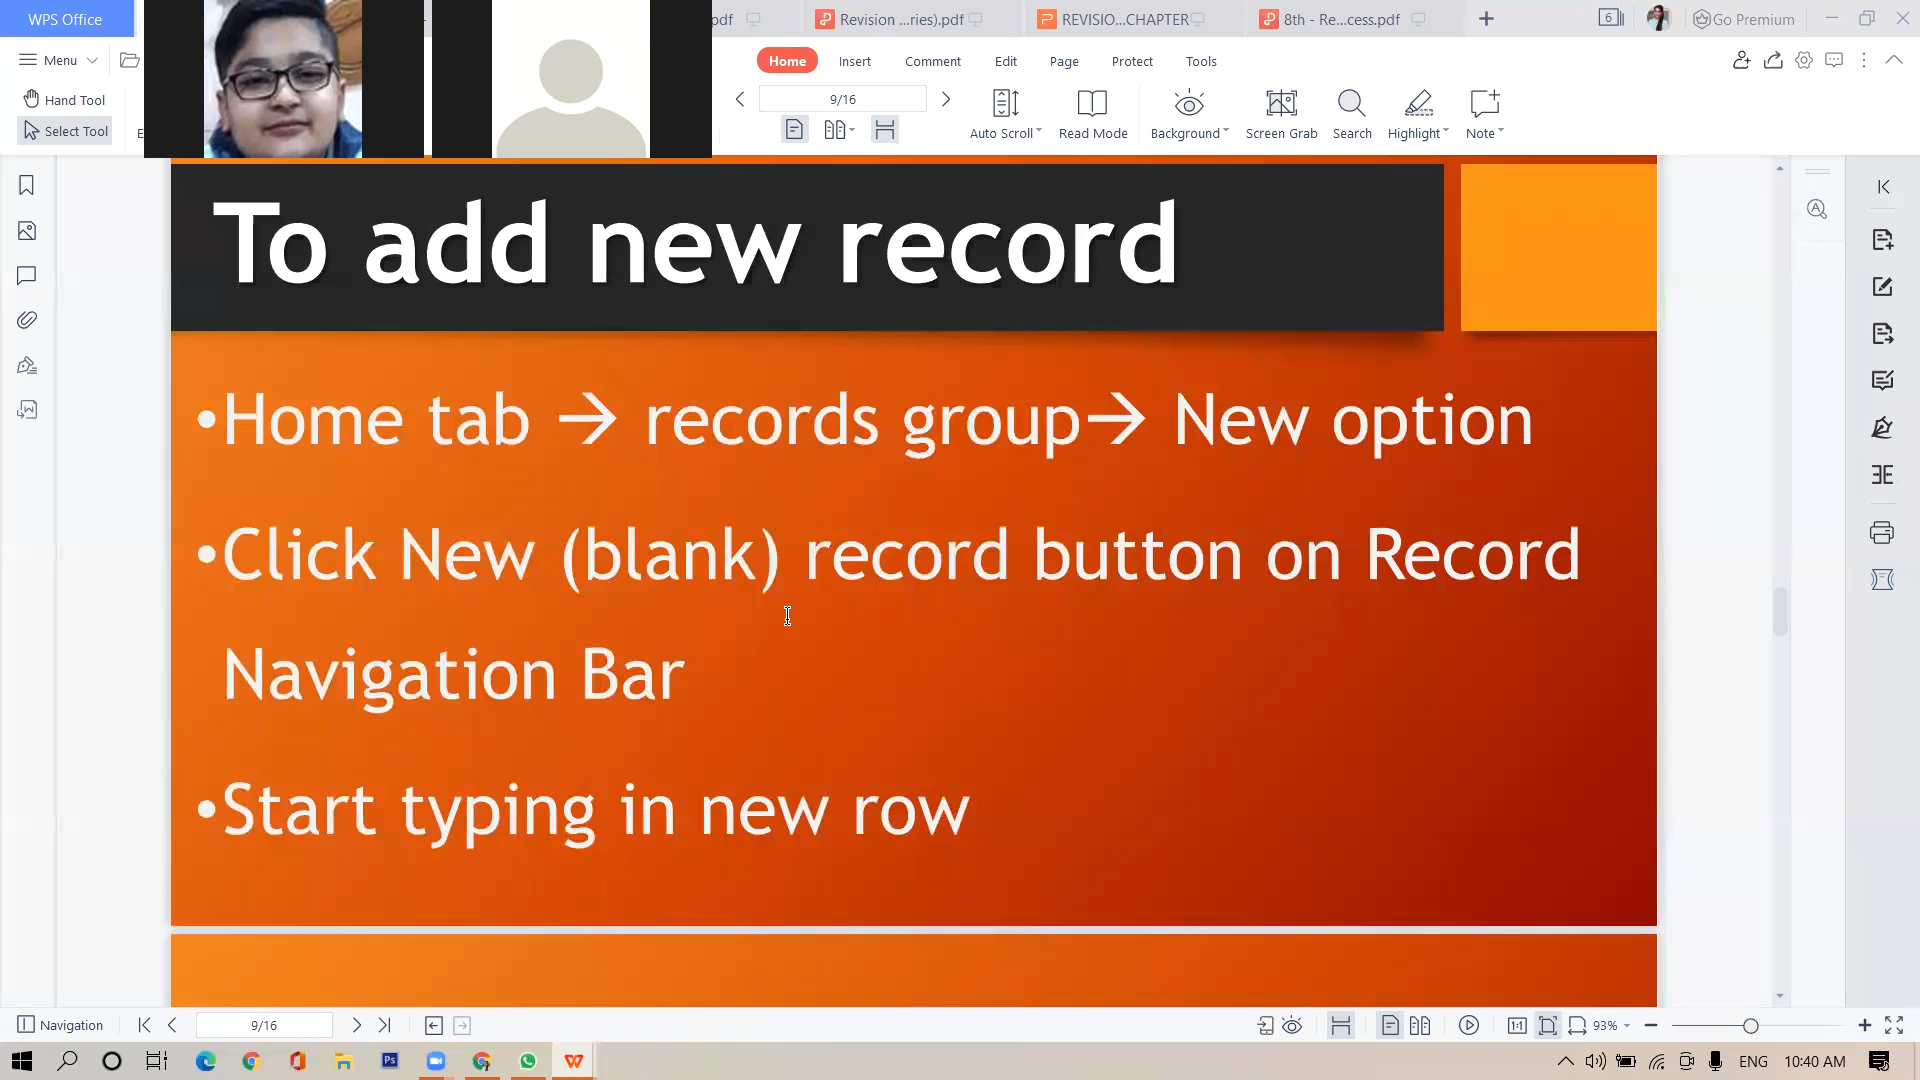 WPS Office
pdf
Revision ...ries).pdf
REVISIO...CHAPTER
8th - Re...cess.pdf
6
Go Premium
Menu
Home
Insert
Comment
Edit
Page
Protect
Tools
Hand Tool
Select Tool
9/16
Auto Scroll
Read Mode
Background
Screen Grab
Search
Highlight
Note
To add new record
•Home tab → records group→ New option
•Click New (blank) record button on Record
Navigation Bar
•Start typing in new row
Navigation
9/16
1:1
93%
ENG
10:40 AM